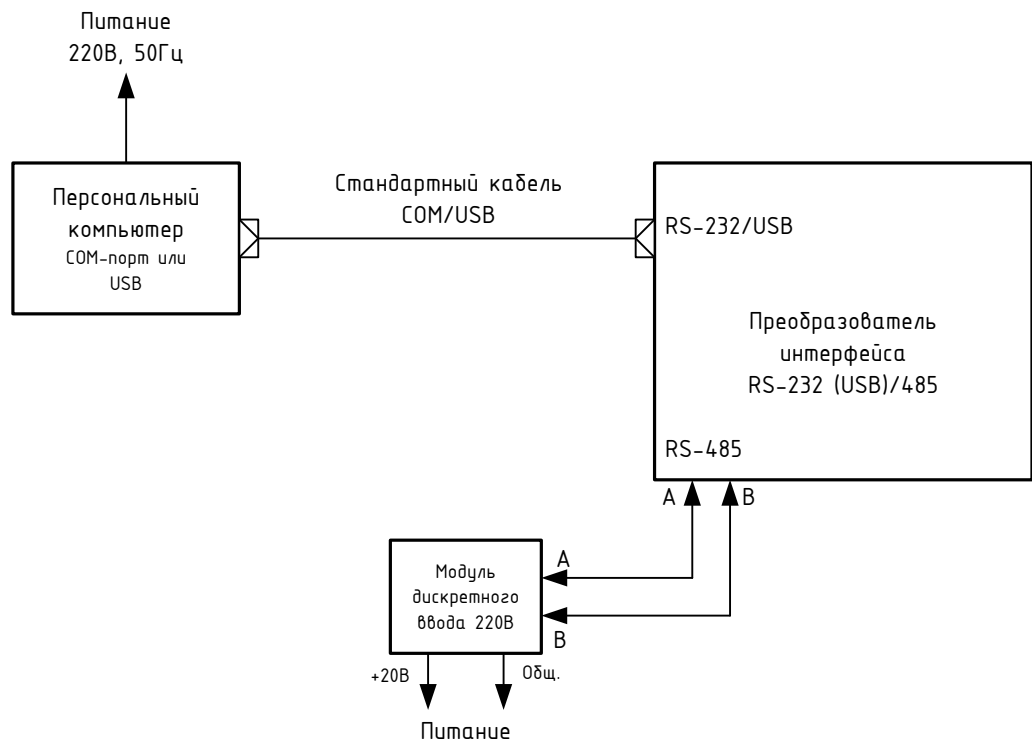 Питание
220В, 50Гц
Персональный
компьютер
COM-порт или
USB
Стандартный кабель
COM/USB
RS-232/USB
Преобразователь
интерфейса
RS-232 (USB)/485
RS-485
A
B
A
B
Модуль
дискретного
ввода 220В
+20В
Общ.
Питание